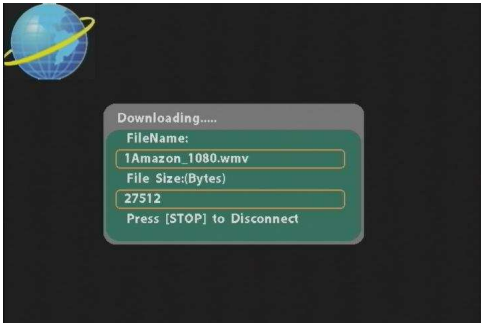 Downloading.....
FileName:
1Amazon_1080.wmv
File Size:(Bytes)
27512
Press [STOP] to Disconnect